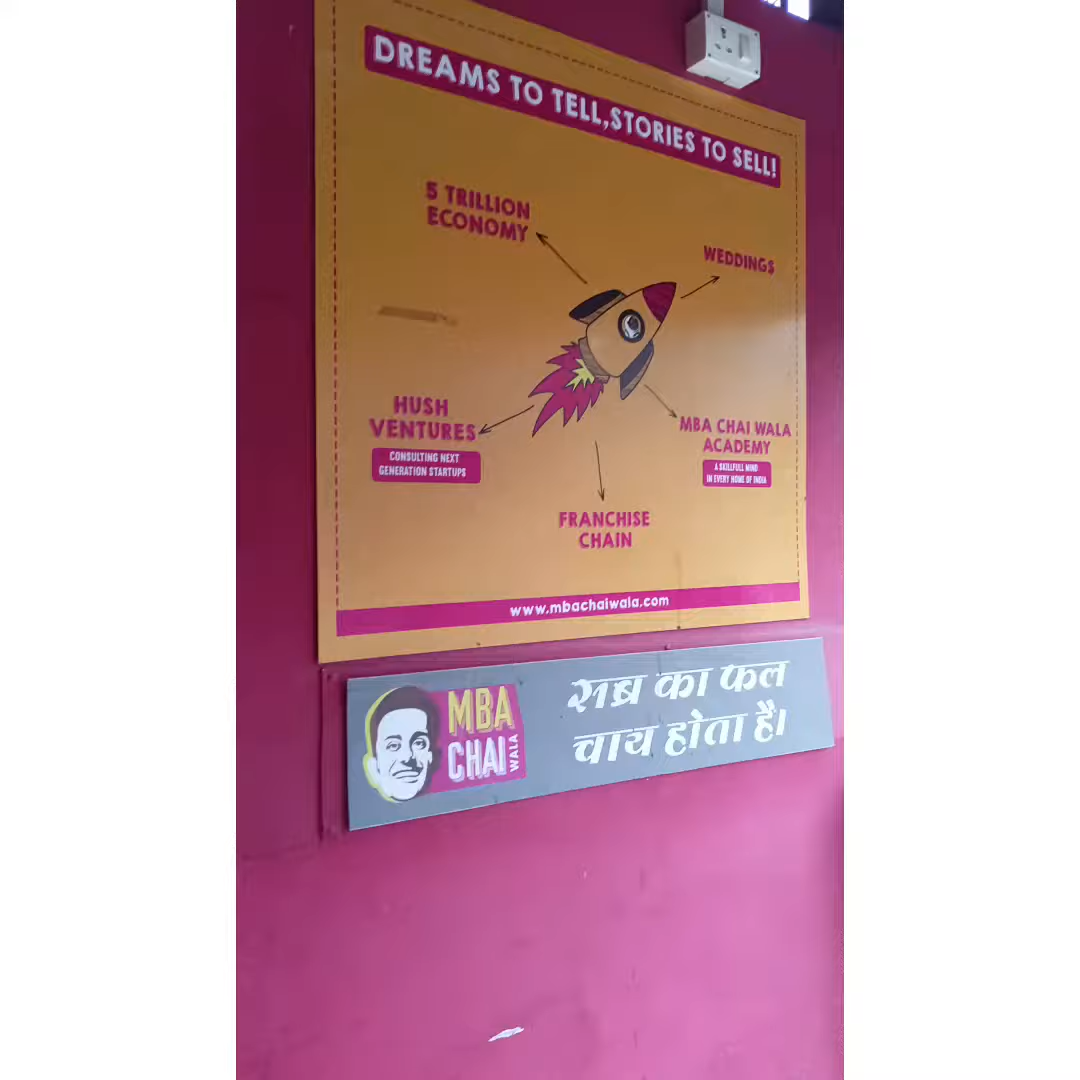 DREAMS TO TELL,STORIES TO SELL!
5 TRILLION
ECONOMY
WEDDINGS
HUSH
VENTURES
CONSULTING NEXT
GENERATION STARTUPS
MBA CHAI WALA
ACADEMY
A SKILLFULL MIND
IN EVERY HOME OF INDIA
FRANCHISE
CHAIN
www.mbachaiwala.com
MBA
CHAI
WALA
सब्र का फल
चाय होता है।